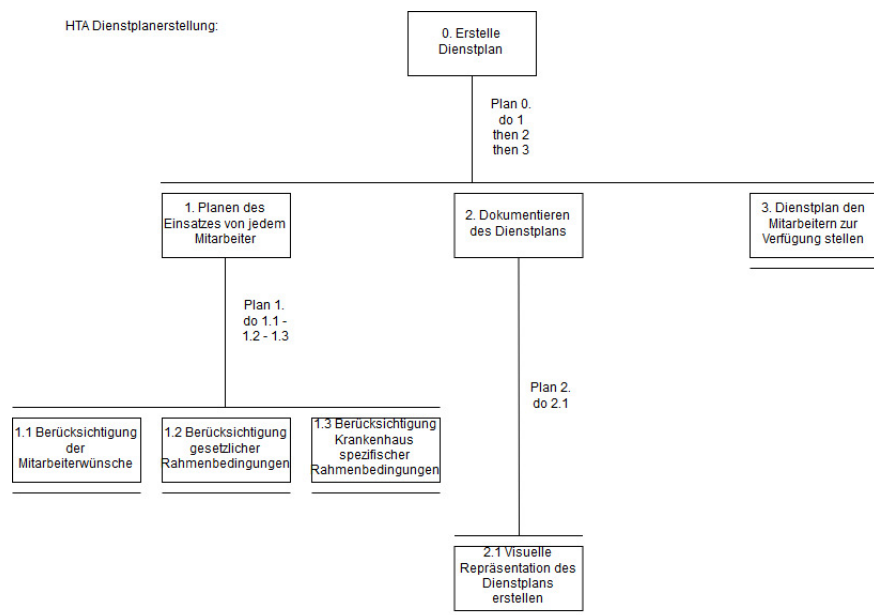 HTA Dienstplanerstellung:
0. Erstelle
Dienstplan
Plan 0.
do 1
then 2
then 3
1. Planen des
Einsatzes von jedem
Mitarbeiter
2. Dokumentieren
des Dienstplans
3. Dienstplan den
Mitarbeitern zur
Verfügung stellen
Plan 1.
do 1.1 -
1.2 - 1.3
Plan 2.
do 2.1
1.1 Berücksichtigung
der
Mitarbeiterwünsche
1.2 Berücksichtigung
gesetzlicher
Rahmenbedingungen
1.3 Berücksichtigung
Krankenhaus
spezifischer
Rahmenbedingungen
2.1 Visuelle
Repräsentation des
Dienstplans
erstellen